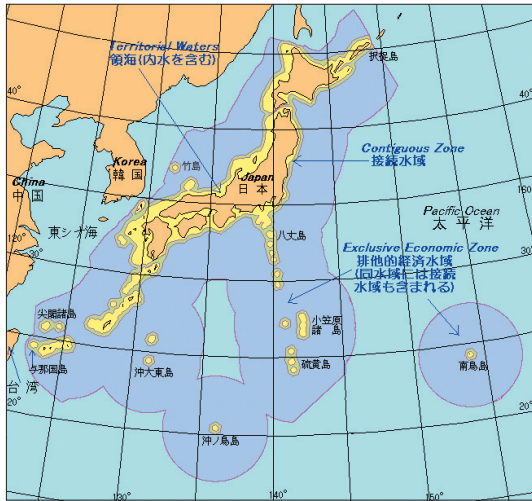 択捉島
Territorial Waters
領海(内水を含む)
40°
40°
Korea
韓国
竹島
Japan
日本
Contiguous Zone
接続水域
China
中国
東シナ海
Pacific Ocean
太平洋
八丈島
Exclusive Economic Zone
排他的経済水域
(同水域には接続
水域も含まれる)
30°
30°
尖閣諸島
小笠原
諸島
硫黄島
南鳥島
与那国島
沖大東島
台湾
20°
20°
沖ノ鳥島
130°
140°
150°
160°